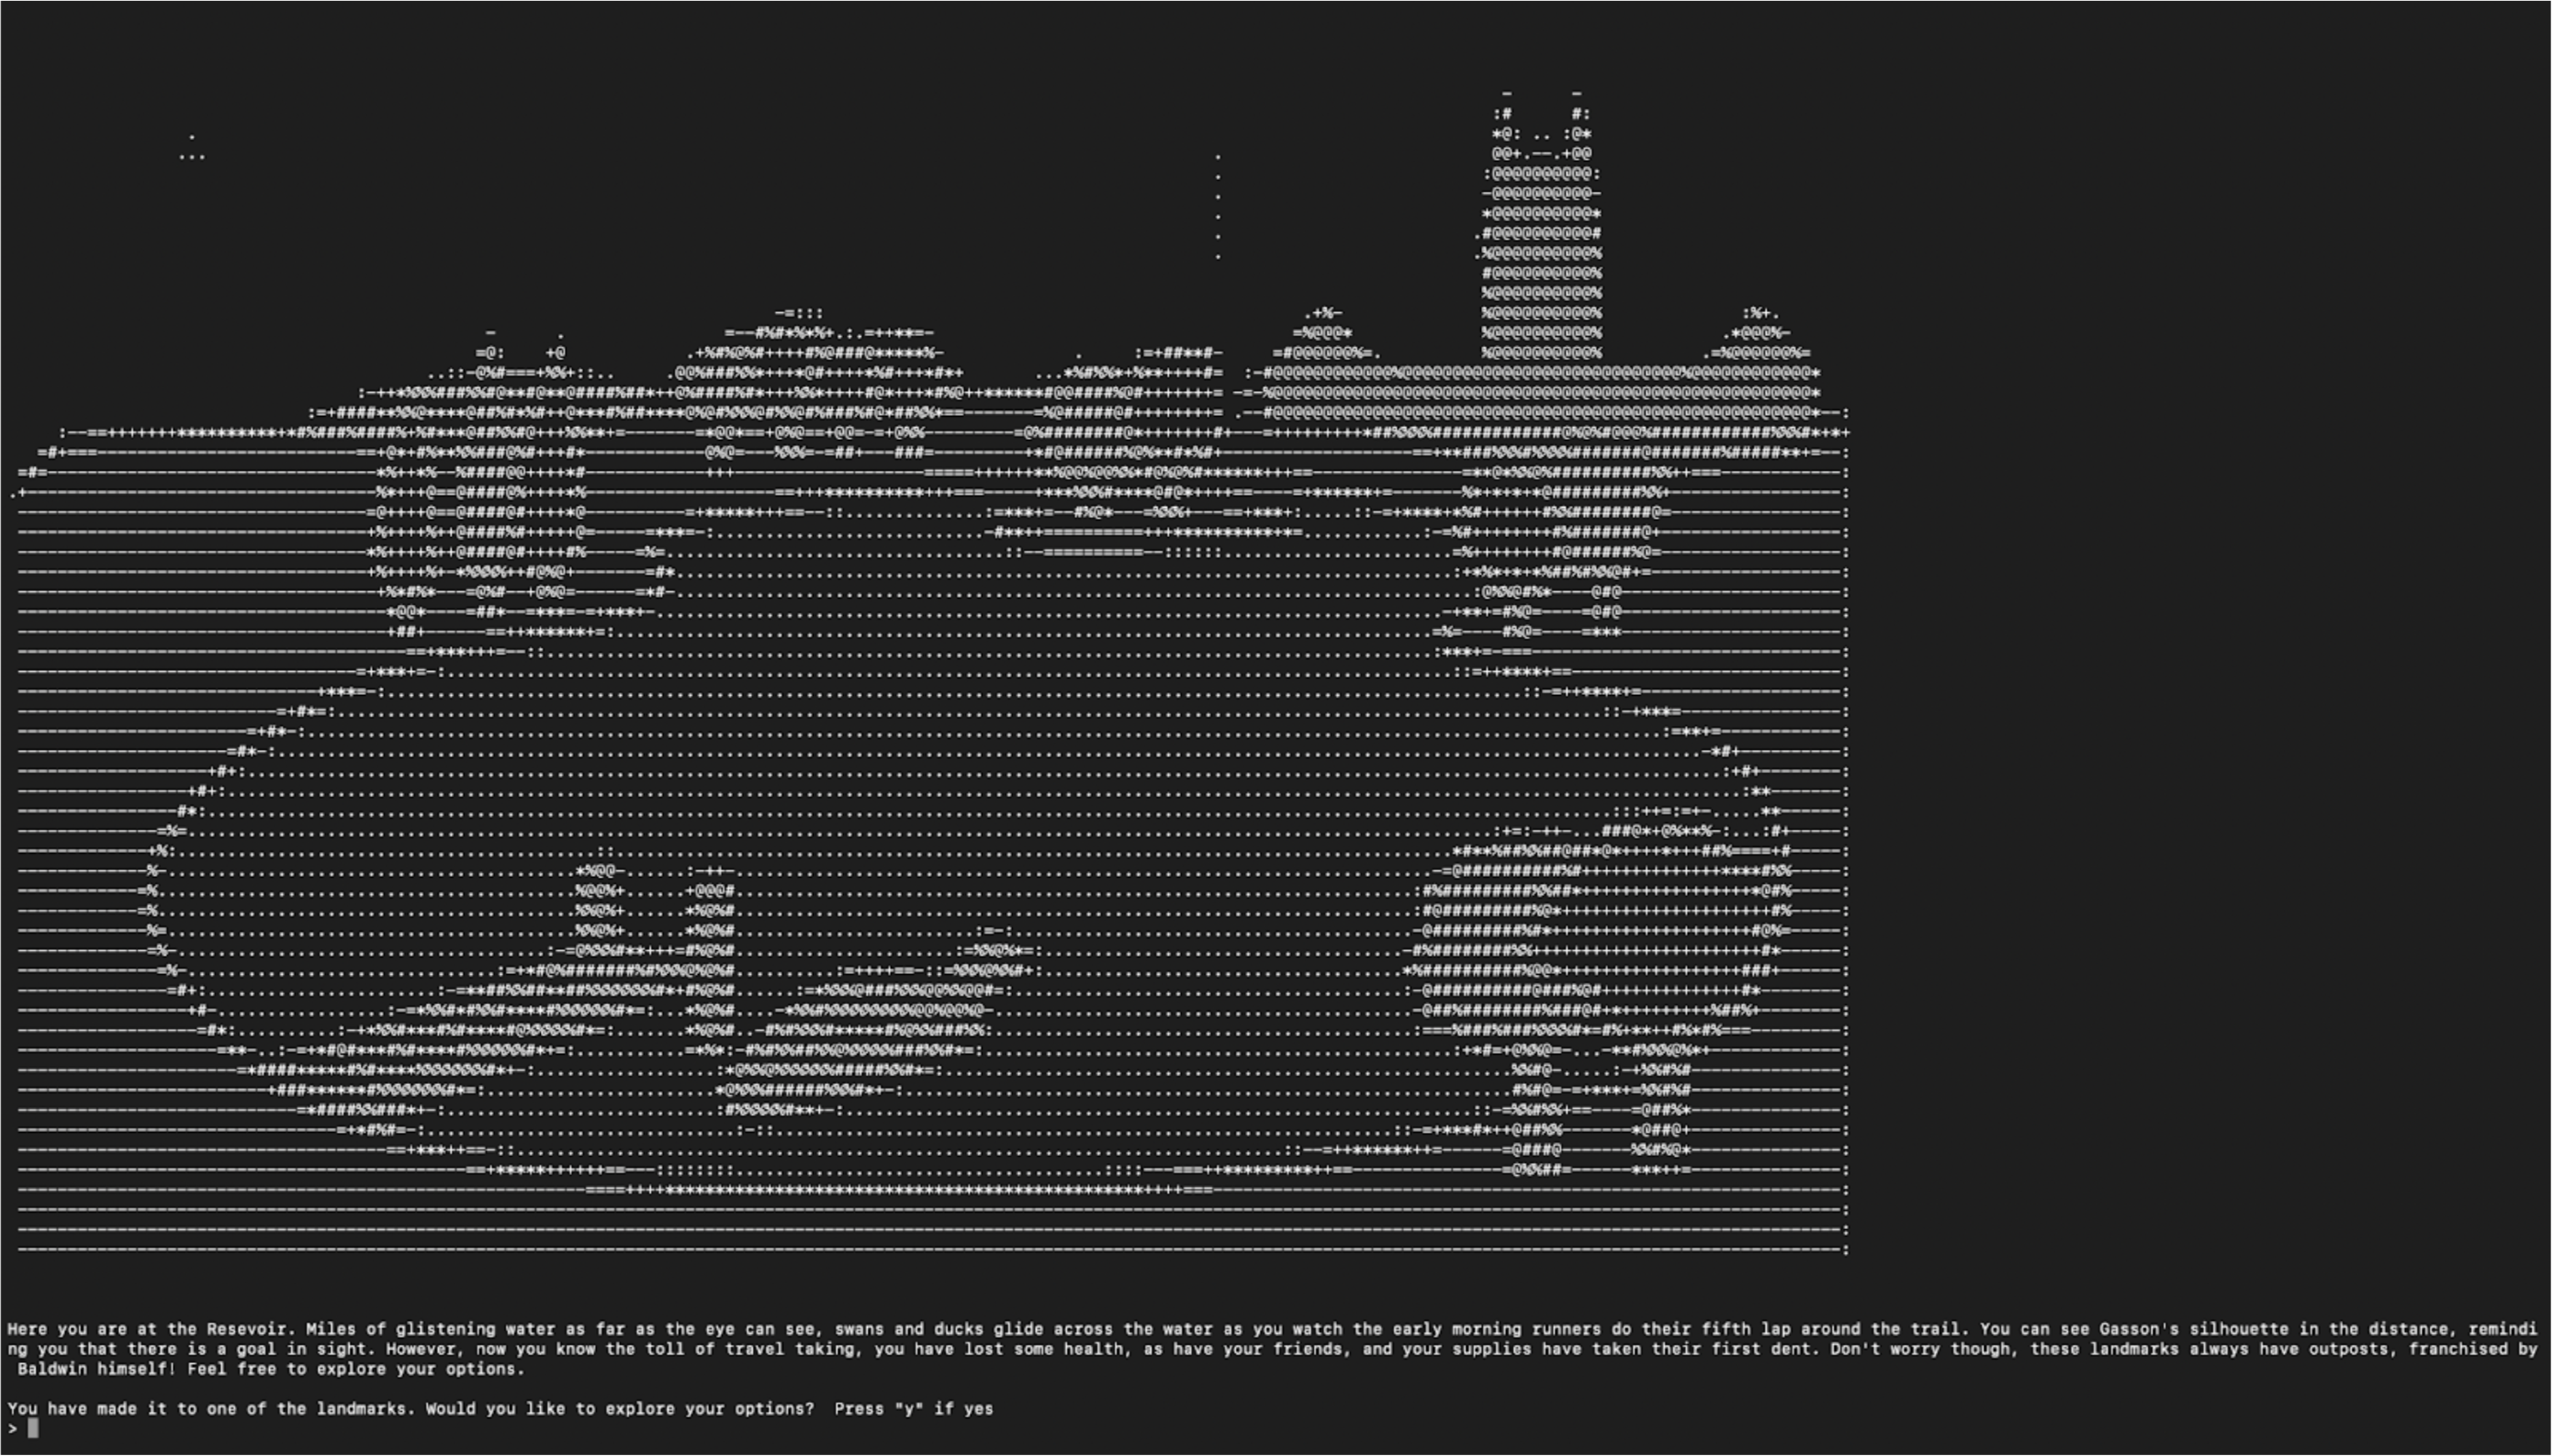 Here you are at the Resevoir. Miles of glistening water as far as the eye can see, swans and ducks glide across the water as you watch the early morning runners do their fifth lap around the trail. You can see Gasson's silhouette in the distance, remindi
ng you that there is a goal in sight. However, now you know the toll of travel taking, you have lost some health, as have your friends, and your supplies have taken their first dent. Don't worry though, these landmarks always have outposts, franchised by
Baldwin himself! Feel free to explore your options.
You have made it to one of the landmarks. Would you like to explore your options?  Press "y" if yes
>